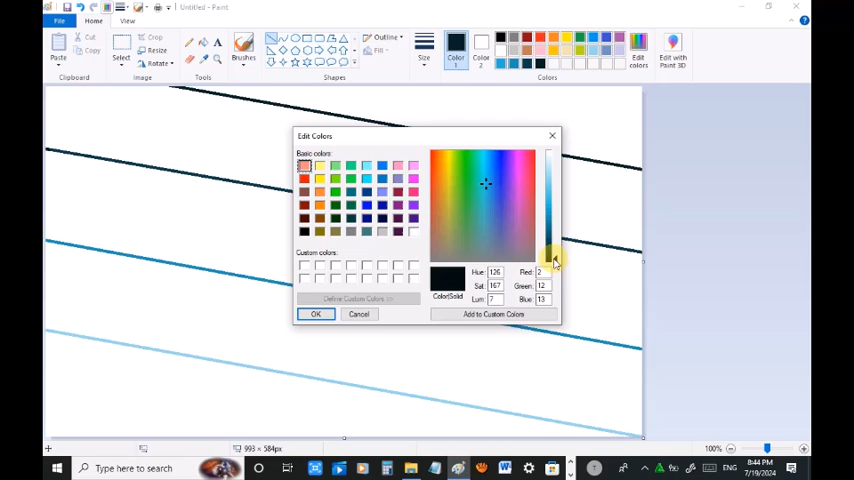 Untitled - Paint
File
Home
View
Paste
Cut
Copy
Clipboard
Select
Crop
Resize
Rotate
Image
Tools
Brushes
Shapes
Outline
Fill
Size
Color 1
Color 2
Colors
Edit colors
Edit with Paint 3D
Edit Colors
Basic colors:
Custom colors:
Define Custom Colors >>
OK
Cancel
Color|Solid
Hue: 126
Sat: 167
Lum: 7
Red: 2
Green: 12
Blue: 13
Add to Custom Colors
993 × 584px
100%
Type here to search
ENG
8:44 PM
7/19/2024